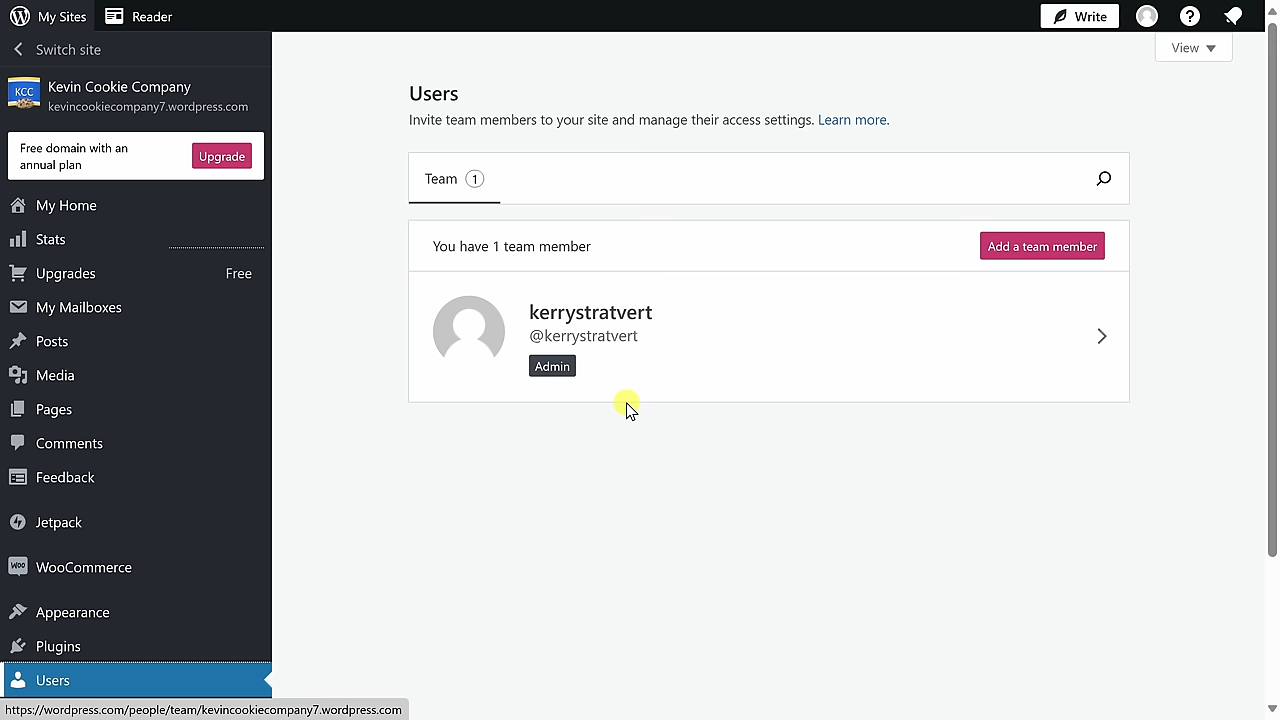 My Sites
Reader
Write
Switch site
KCC
Kevin Cookie Company
kevincookiecompany7.wordpress.com
Free domain with an
annual plan
Upgrade
My Home
Stats
Upgrades
Free
My Mailboxes
Posts
Media
Pages
Comments
Feedback
Jetpack
Woo
WooCommerce
Appearance
Plugins
Users
https://wordpress.com/people/team/kevincookiecompany7.wordpress.com
View
Users
Invite team members to your site and manage their access settings. Learn more.
Team 1
You have 1 team member
Add a team member
kerrystratvert
@kerrystratvert
Admin